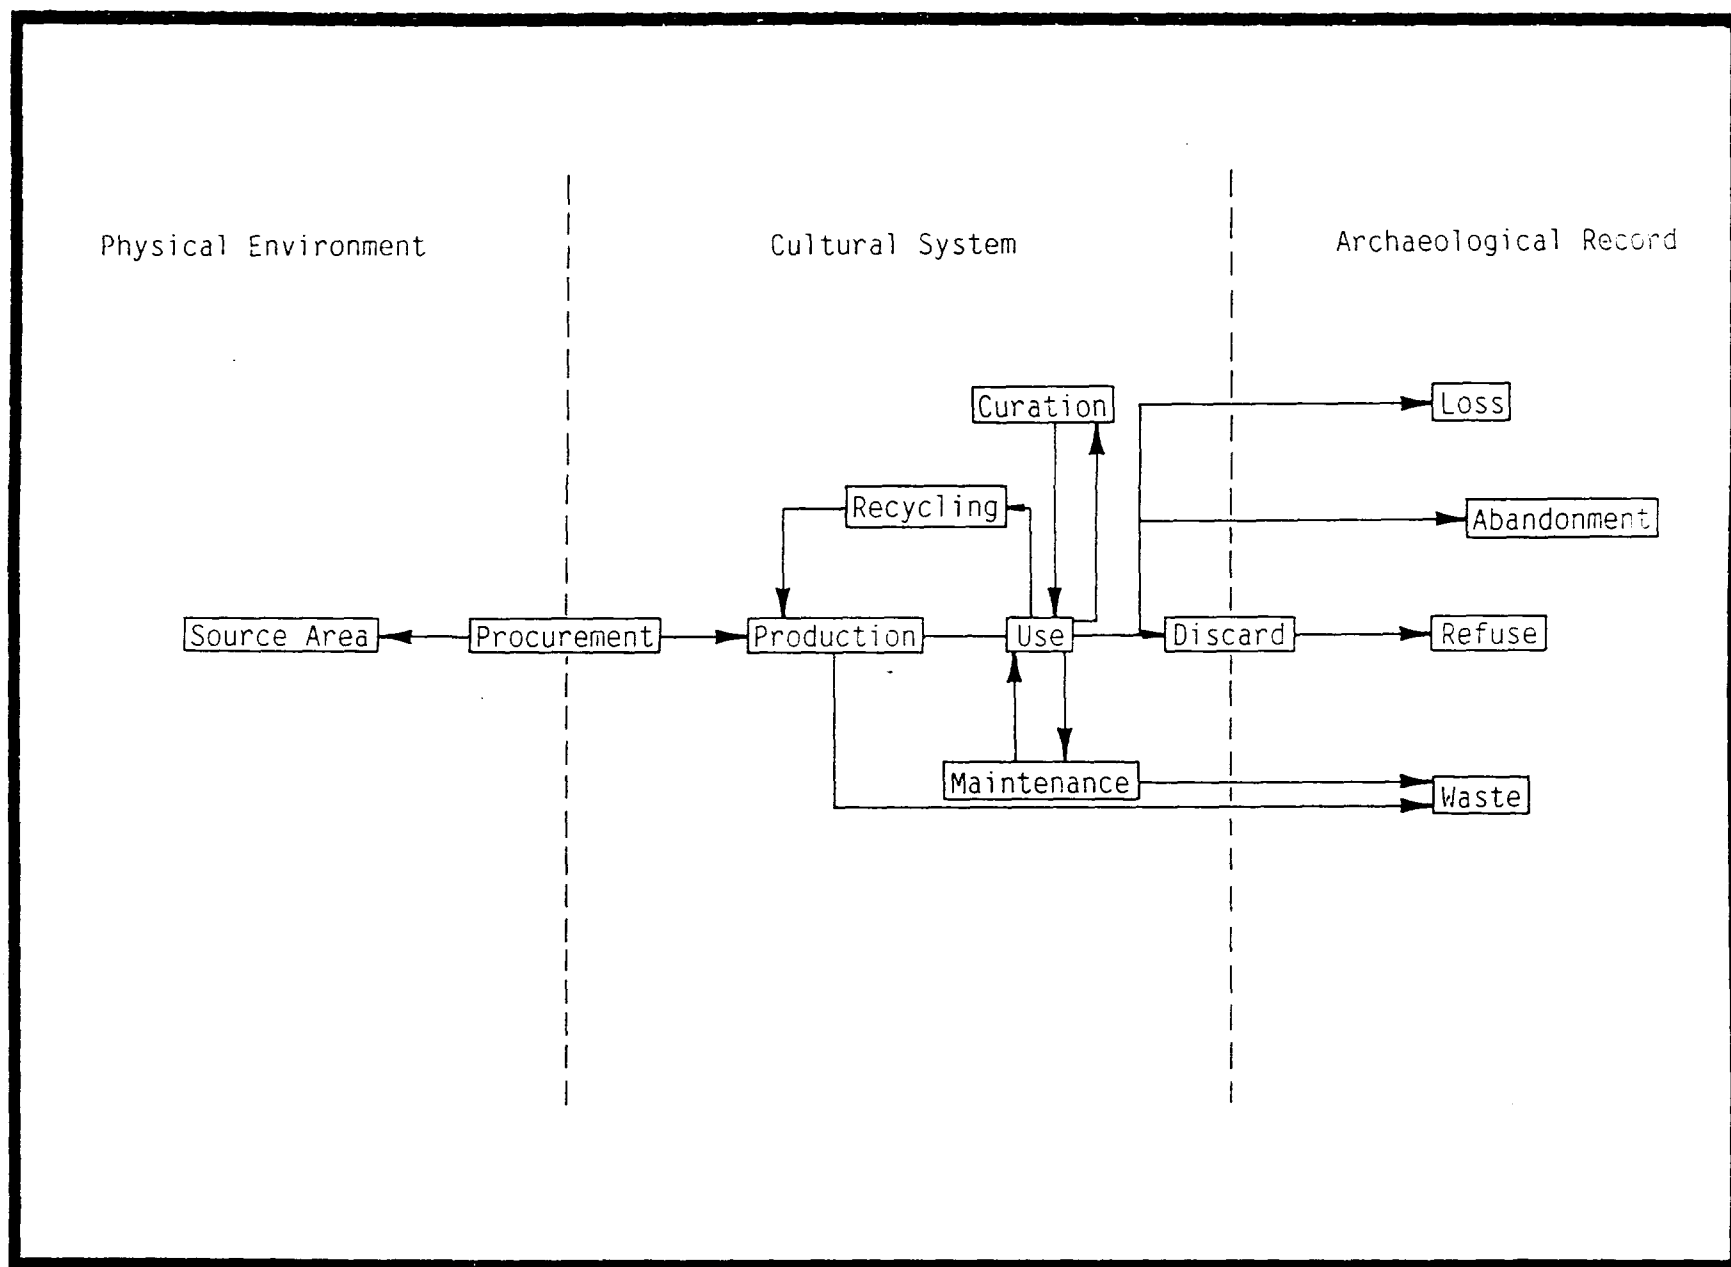 Physical Environment
Cultural System
Archaeological Record
Curation
Loss
Recycling
Abandonment
Source Area
Procurement
Production
Use
Discard
Refuse
Maintenance
Waste